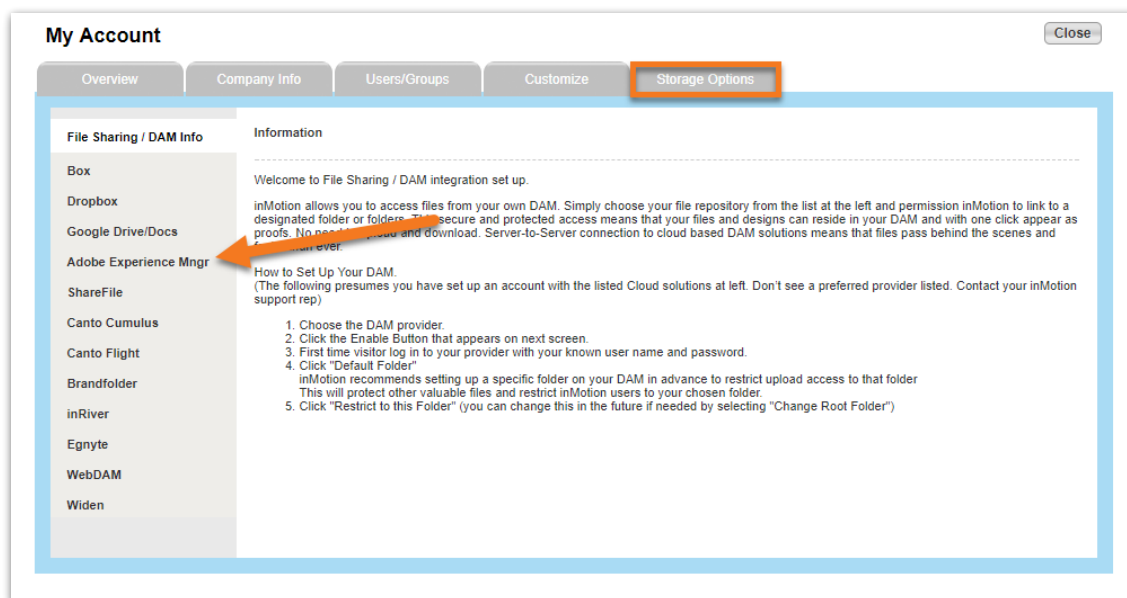 My Account
Close
Overview
Company Info
Users/Groups
Customize
Storage Options
File Sharing / DAM Info
Box
Dropbox
Google Drive/Docs
Adobe Experience Mngr
ShareFile
Canto Cumulus
Canto Flight
Brandfolder
inRiver
Egnyte
WebDAM
Widen
Information
Welcome to File Sharing / DAM integration set up.
inMotion allows you to access files from your own DAM. Simply choose your file repository from the list at the left and permission inMotion to link to a
designated folder or folders. This secure and protected access means that your files and designs can reside in your DAM and with one click appear as
proofs. No need to upload and download. Server-to-Server connection to cloud based DAM solutions means that files pass behind the scenes and
than ever.
How to Set Up Your DAM.
(The following presumes you have set up an account with the listed Cloud solutions at left. Don't see a preferred provider listed. Contact your inMotion
support rep)
1. Choose the DAM provider.
2. Click the Enable Button that appears on next screen.
3. First time visitor log in to your provider with your known user name and password.
4. Click "Default Folder"
inMotion recommends setting up a specific folder on your DAM in advance to restrict upload access to that folder
This will protect other valuable files and restrict inMotion users to your chosen folder.
5. Click "Restrict to this Folder" (you can change this in the future if needed by selecting "Change Root Folder")